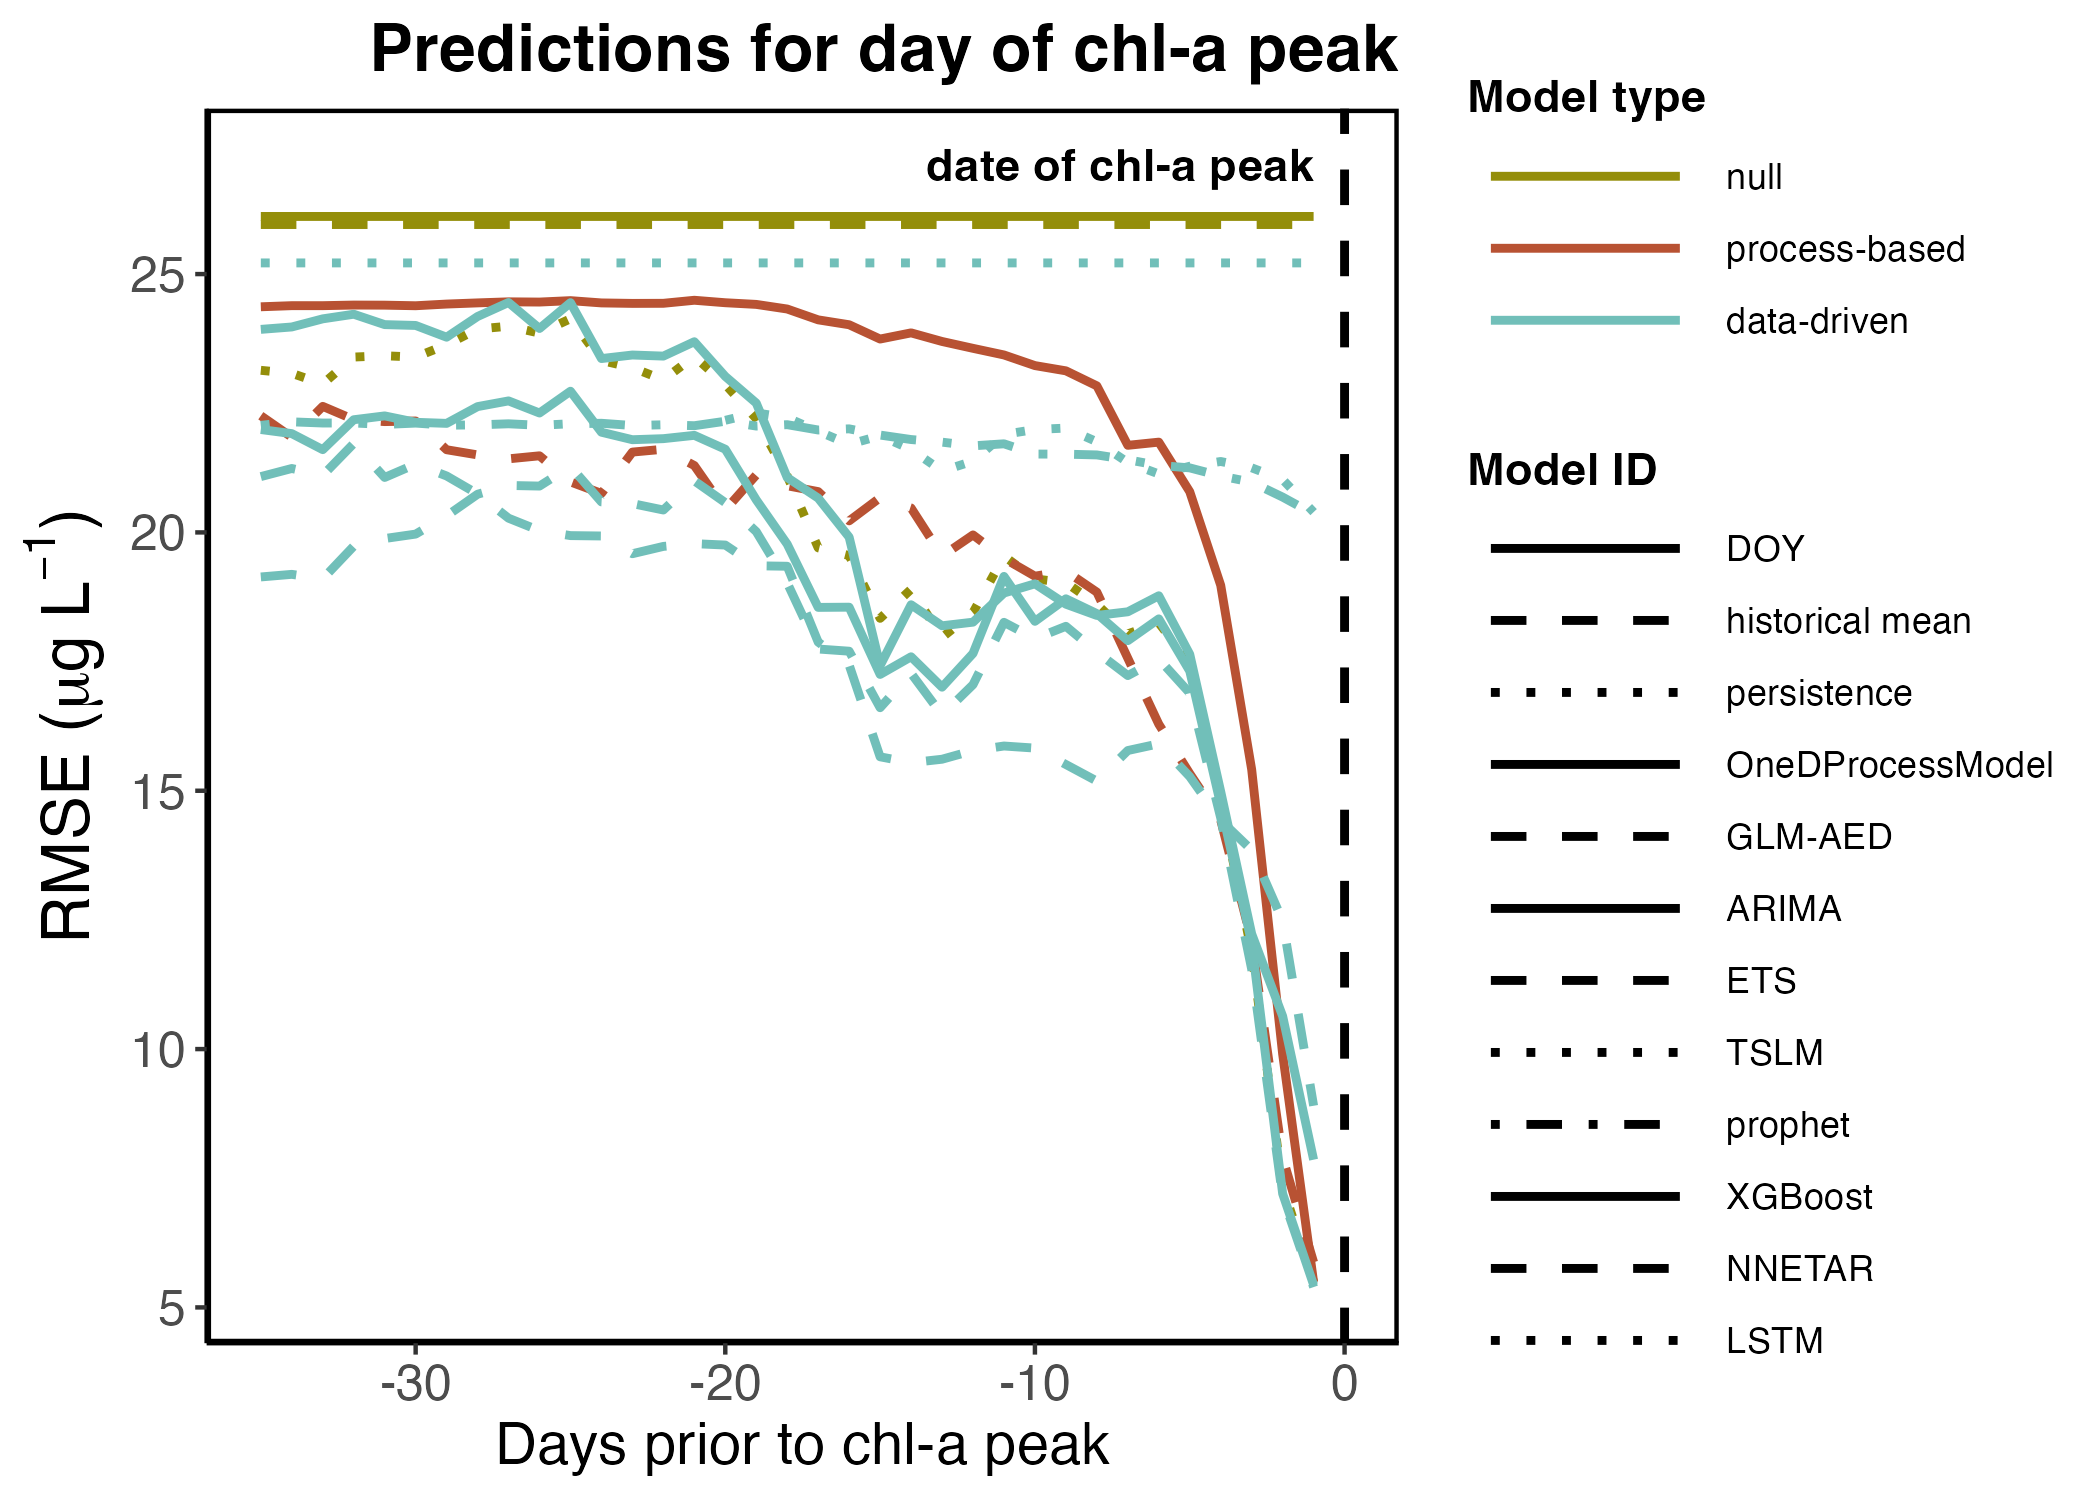 Predictions for day of chl-a peak
date of chl-a peak
RMSE (μg L⁻¹)
25
20
15
10
5
-30
-20
-10
0
Days prior to chl-a peak
Model type
null
process-based
data-driven
Model ID
DOY
historical mean
persistence
OneDProcessModel
GLM-AED
ARIMA
ETS
TSLM
prophet
XGBoost
NNETAR
LSTM